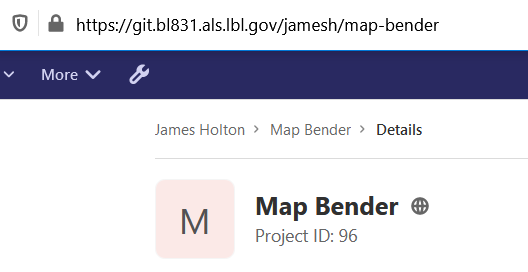 https://git.bl831.als.lbl.gov/jamesh/map-bender
More
James Holton > Map Bender > Details
M
Map Bender
Project ID: 96